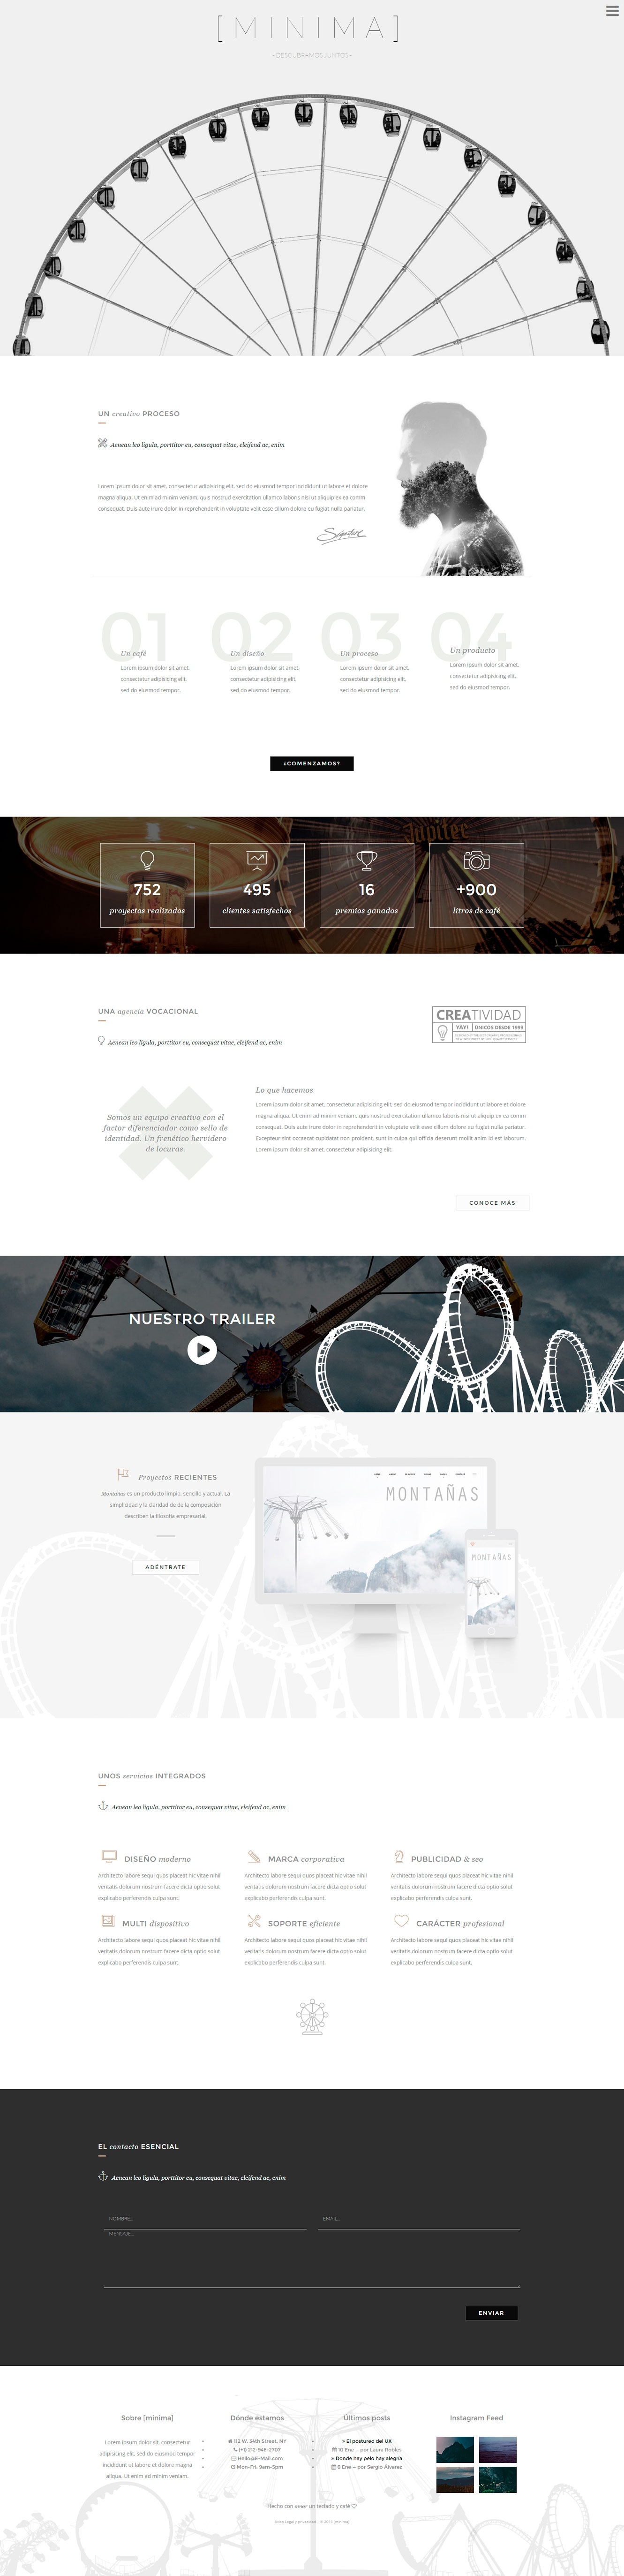 [ M I N I M A ]
- DESCUBRAMOS JUNTOS -
UN creativo PROCESO
Aenean leo ligula, porttitor eu, consequat vitae, eleifend ac, enim
Lorem ipsum dolor sit amet, consectetur adipisicing elit, sed do eiusmod tempor incididunt ut labore et dolore
magna aliqua. Ut enim ad minim veniam, quis nostrud exercitation ullamco laboris nisi ut aliquip ex ea comm
consequat. Duis aute irure dolor in reprehenderit in voluptate velit esse cillum dolore eu fugiat nulla pariatur.
Signature
01
Un café
Lorem ipsum dolor sit amet,
consectetur adipisicing elit,
sed do eiusmod tempor.
02
Un diseño
Lorem ipsum dolor sit amet,
consectetur adipisicing elit,
sed do eiusmod tempor.
03
Un proceso
Lorem ipsum dolor sit amet,
consectetur adipisicing elit,
sed do eiusmod tempor.
04
Un producto
Lorem ipsum dolor sit amet,
consectetur adipisicing elit,
sed do eiusmod tempor.
¿COMENZAMOS?
Jupiter
752
proyectos realizados
495
clientes satisfechos
16
premios ganados
+900
litros de café
UNA agencia VOCACIONAL
Aenean leo ligula, porttitor eu, consequat vitae, eleifend ac, enim
CREATIVIDAD
YAY! ÚNICOS DESDE 1999
Somos un equipo creativo con el
factor diferenciador como sello de
identidad. Un frenético hervidero
de locuras.
Lo que hacemos
Lorem ipsum dolor sit amet, consectetur adipisicing elit, sed do eiusmod tempor incididunt ut labore et dolore
magna aliqua. Ut enim ad minim veniam, quis nostrud exercitation ullamco laboris nisi ut aliquip ex ea comm
consequat. Duis aute irure dolor in reprehenderit in voluptate velit esse cillum dolore eu fugiat nulla pariatur.
Excepteur sint occaecat cupidatat non proident, sunt in culpa qui officia deserunt mollit anim id est laborum.
Lorem ipsum dolor sit amet, consectetur adipisicing elit.
CONOCE MÁS
NUESTRO TRAILER
Proyectos RECIENTES
Montañas es un producto limpio, sencillo y actual. La
simplicidad y la claridad de de la composición
describen la filosofía empresarial.
ADÉNTRATE
MONTAÑAS
MONTAÑAS
UNOS servicios INTEGRADOS
Aenean leo ligula, porttitor eu, consequat vitae, eleifend ac, enim
DISEÑO moderno
Architecto labore sequi quos placeat hic vitae nihil
veritatis dolorum nostrum facere dicta optio solut
explicabo perferendis culpa sunt.
MARCA corporativa
Architecto labore sequi quos placeat hic vitae nihil
veritatis dolorum nostrum facere dicta optio solut
explicabo perferendis culpa sunt.
PUBLICIDAD & seo
Architecto labore sequi quos placeat hic vitae nihil
veritatis dolorum nostrum facere dicta optio solut
explicabo perferendis culpa sunt.
MULTI dispositivo
Architecto labore sequi quos placeat hic vitae nihil
veritatis dolorum nostrum facere dicta optio solut
explicabo perferendis culpa sunt.
SOPORTE eficiente
Architecto labore sequi quos placeat hic vitae nihil
veritatis dolorum nostrum facere dicta optio solut
explicabo perferendis culpa sunt.
CARÁCTER profesional
Architecto labore sequi quos placeat hic vitae nihil
veritatis dolorum nostrum facere dicta optio solut
explicabo perferendis culpa sunt.
EL contacto ESENCIAL
Aenean leo ligula, porttitor eu, consequat vitae, eleifend ac, enim
NOMBRE...
EMAIL...
MENSAJE...
ENVIAR
Sobre [minima]
Lorem ipsum dolor sit, consectetur
adipisicing elit, sed do eiusmod tempor
incididunt ut labore et dolore magna
aliqua. Ut enim ad minim veniam.
Dónde estamos
112 W. 34th Street, NY
(+1) 212-946-2707
Hello@E-Mail.com
Mon-Fri: 9am-5pm
Últimos posts
# El postureo del UX
10 Ene – por Laura Robles
# Donde hay pelo hay alegría
6 Ene – por Sergio Álvarez
Instagram Feed
Hecho con amor un teclado y café